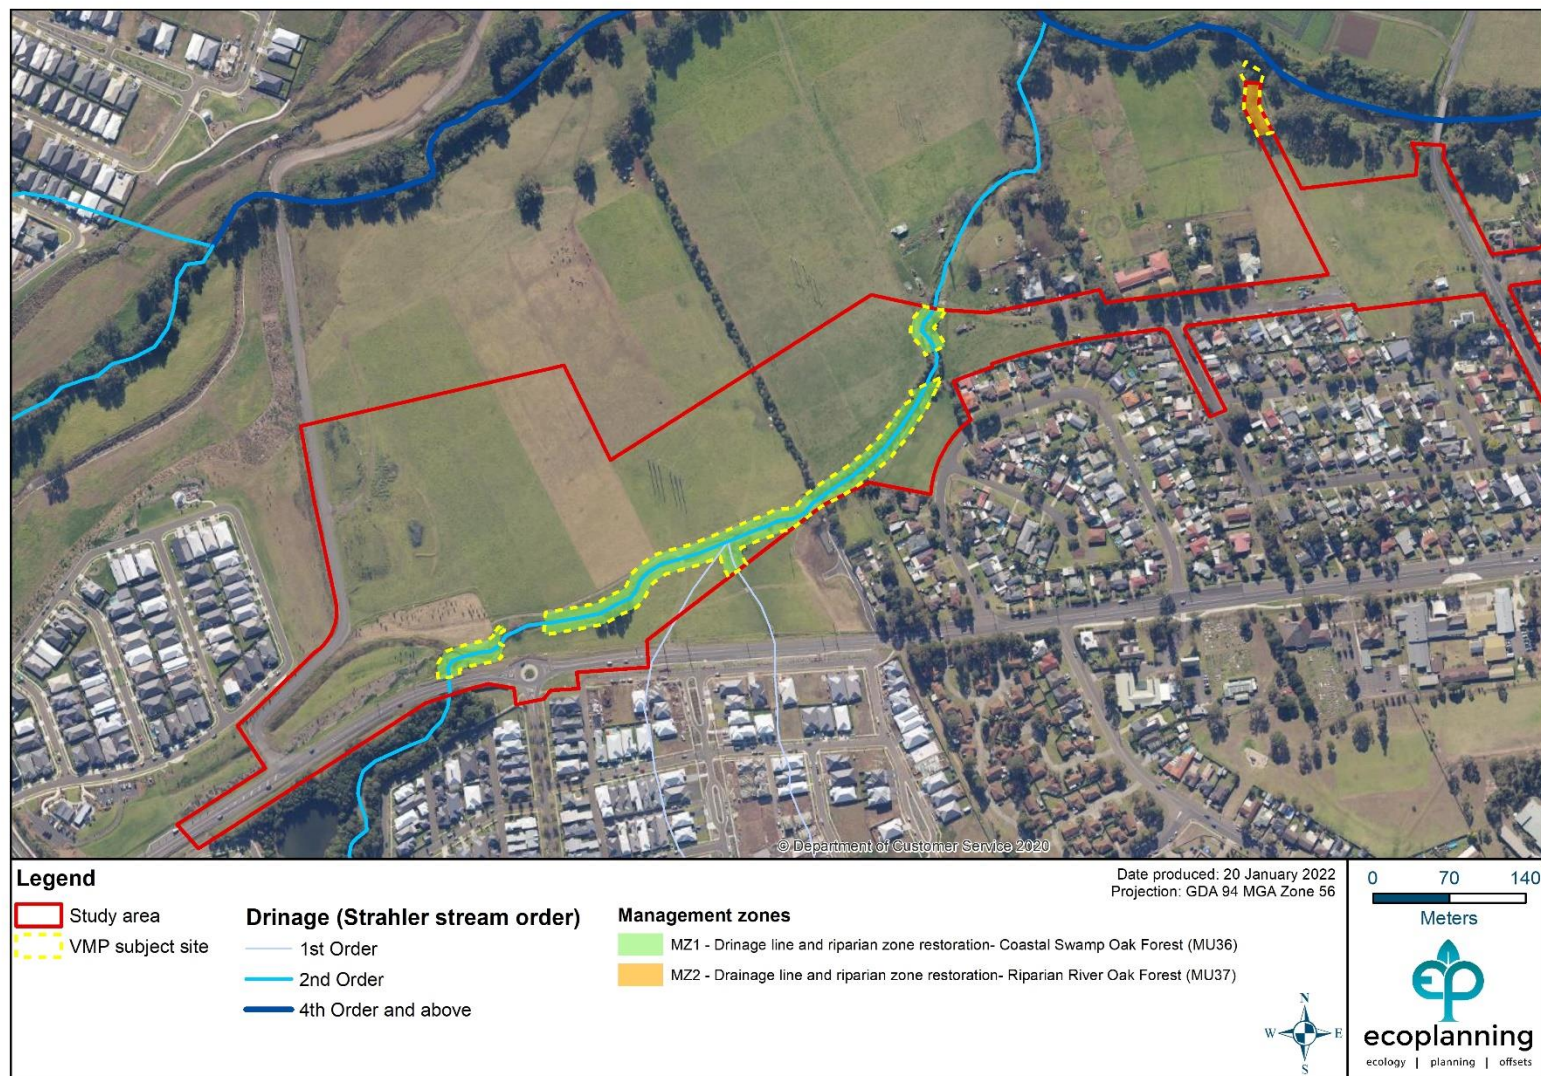 © Department of Customer Service 2020
Legend
Study area
VMP subject site
Drinage (Strahler stream order)
1st Order
2nd Order
4th Order and above
Management zones
MZ1 - Drinage line and riparian zone restoration- Coastal Swamp Oak Forest (MU36)
MZ2 - Drainage line and riparian zone restoration- Riparian River Oak Forest (MU37)
Date produced: 20 January 2022
Projection: GDA 94 MGA Zone 56
N
W E
S
0 70 140
Meters
ep
ecoplanning
ecology | planning | offsets